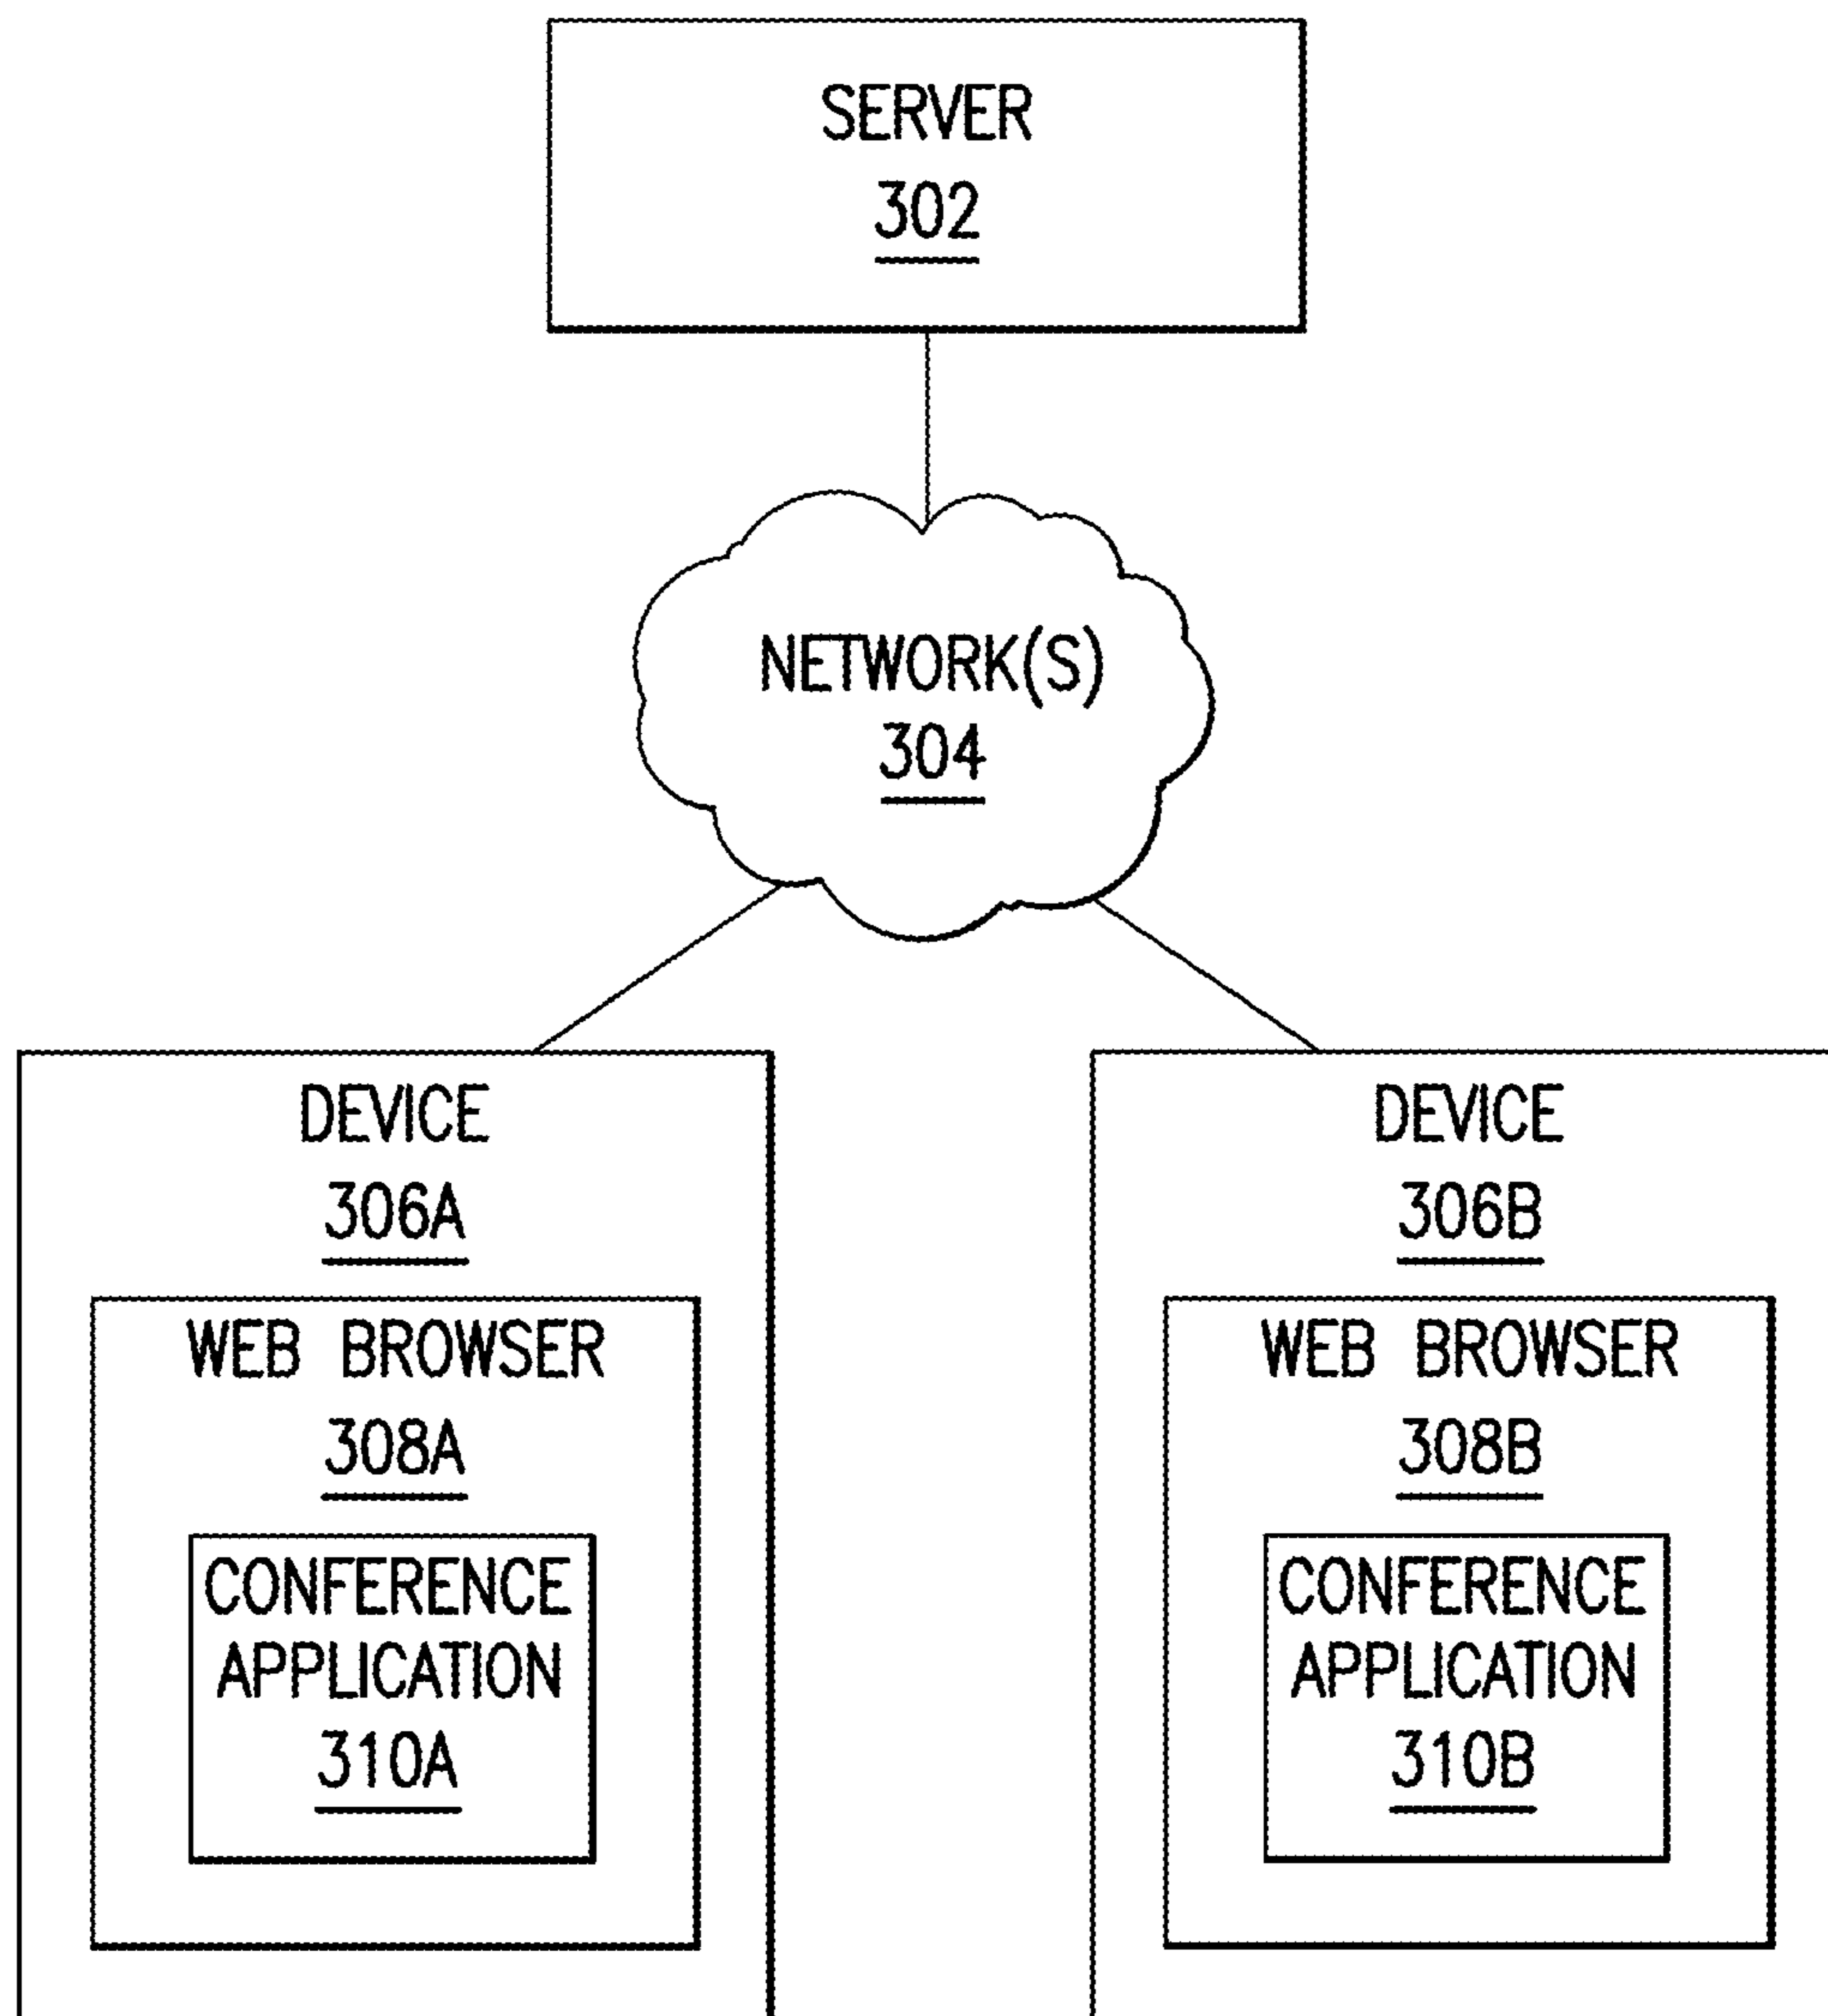 SERVER
302
NETWORK(S)
304
DEVICE
306A
WEB BROWSER
308A
CONFERENCE
APPLICATION
310A
DEVICE
306B
WEB BROWSER
308B
CONFERENCE
APPLICATION
310B